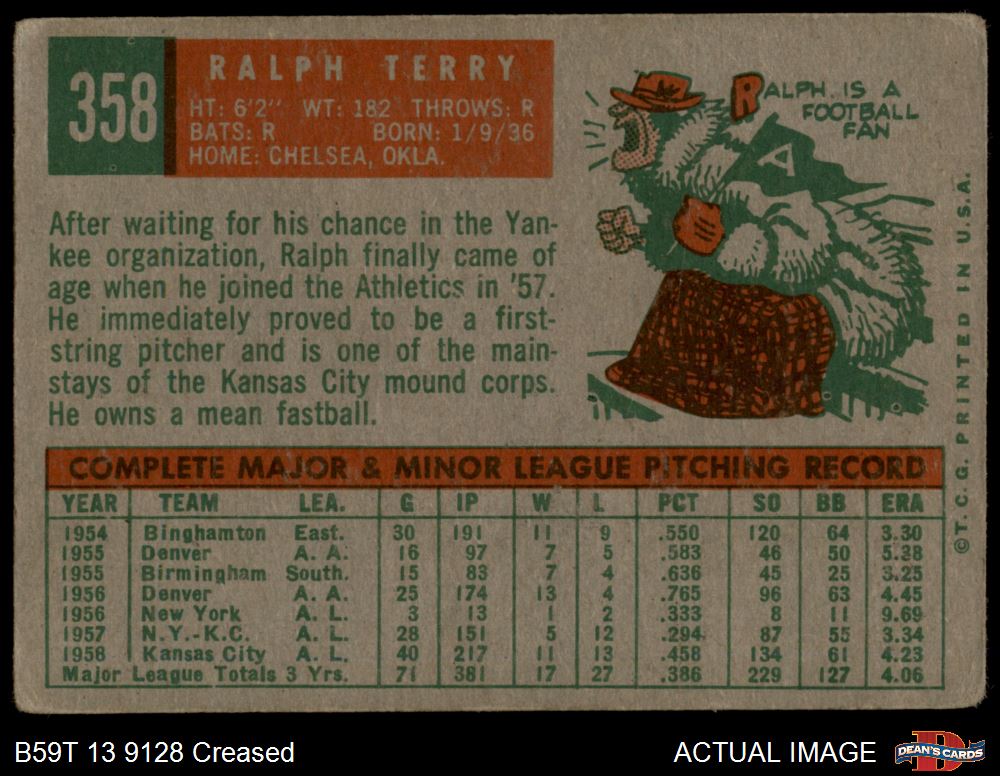 358
RALPH TERRY
HT: 6'2" WT: 182 THROWS: R
BATS: R BORN: 1/9/36
HOME: CHELSEA, OKLA.
RALPH IS A
FOOTBALL
FAN
A
After waiting for his chance in the Yan-
kee organization, Ralph finally came of
age when he joined the Athletics in '57.
He immediately proved to be a first-
string pitcher and is one of the main-
stays of the Kansas City mound corps.
He owns a mean fastball.
COMPLETE MAJOR & MINOR LEAGUE PITCHING RECORD
YEAR TEAM LEA. G IP W L PCT SO BB ERA
1954 Binghamton East. 30 191 11 9 .550 120 64 3.30
1955 Denver A. A. 16 97 7 5 .583 46 50 5.38
1955 Birmingham South. 15 83 7 4 .636 45 25 3.25
1956 Denver A. A. 25 174 13 4 .765 96 63 4.45
1956 New York A. L. 3 13 1 2 .333 8 11 9.69
1957 N.Y.-K.C. A. L. 28 151 5 12 .294 87 55 3.34
1958 Kansas City A. L. 40 217 11 13 .458 134 61 4.23
Major League Totals 3 Yrs. 71 381 17 27 .386 229 127 4.06
© T. C. G. PRINTED IN U.S.A.
B59T 13 9128 Creased
ACTUAL IMAGE
DEAN'S CARDS